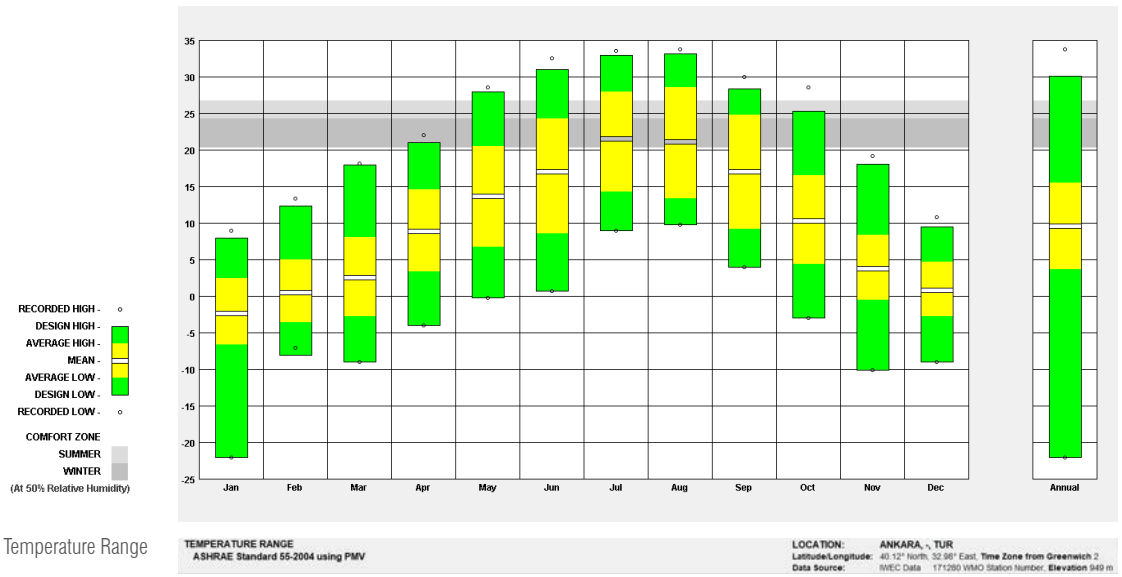 35
30
25
20
15
10
5
0
-5
-10
-15
-20
-25
Jan Feb Mar Apr May Jun Jul Aug Sep Oct Nov Dec Annual
RECORDED HIGH -
DESIGN HIGH -
AVERAGE HIGH -
MEAN -
AVERAGE LOW -
DESIGN LOW -
RECORDED LOW -
COMFORT ZONE
SUMMER
WINTER
(At 50% Relative Humidity)
Temperature Range
TEMPERATURE RANGE
ASHRAE Standard 55-2004 using PMV
LOCATION: ANKARA, -, TUR
Latitude/Longitude: 40.12° North, 32.98° East, Time Zone from Greenwich 2
Data Source: IWEC Data 171280 WMO Station Number, Elevation 949 m